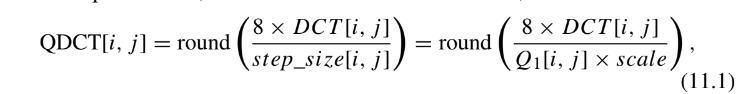 QDCT[i, j] = round ( 8 × DCT[i, j] / step_size[i, j] ) = round ( 8 × DCT[i, j] / Q₁[i, j] × scale ) ,
(11.1)